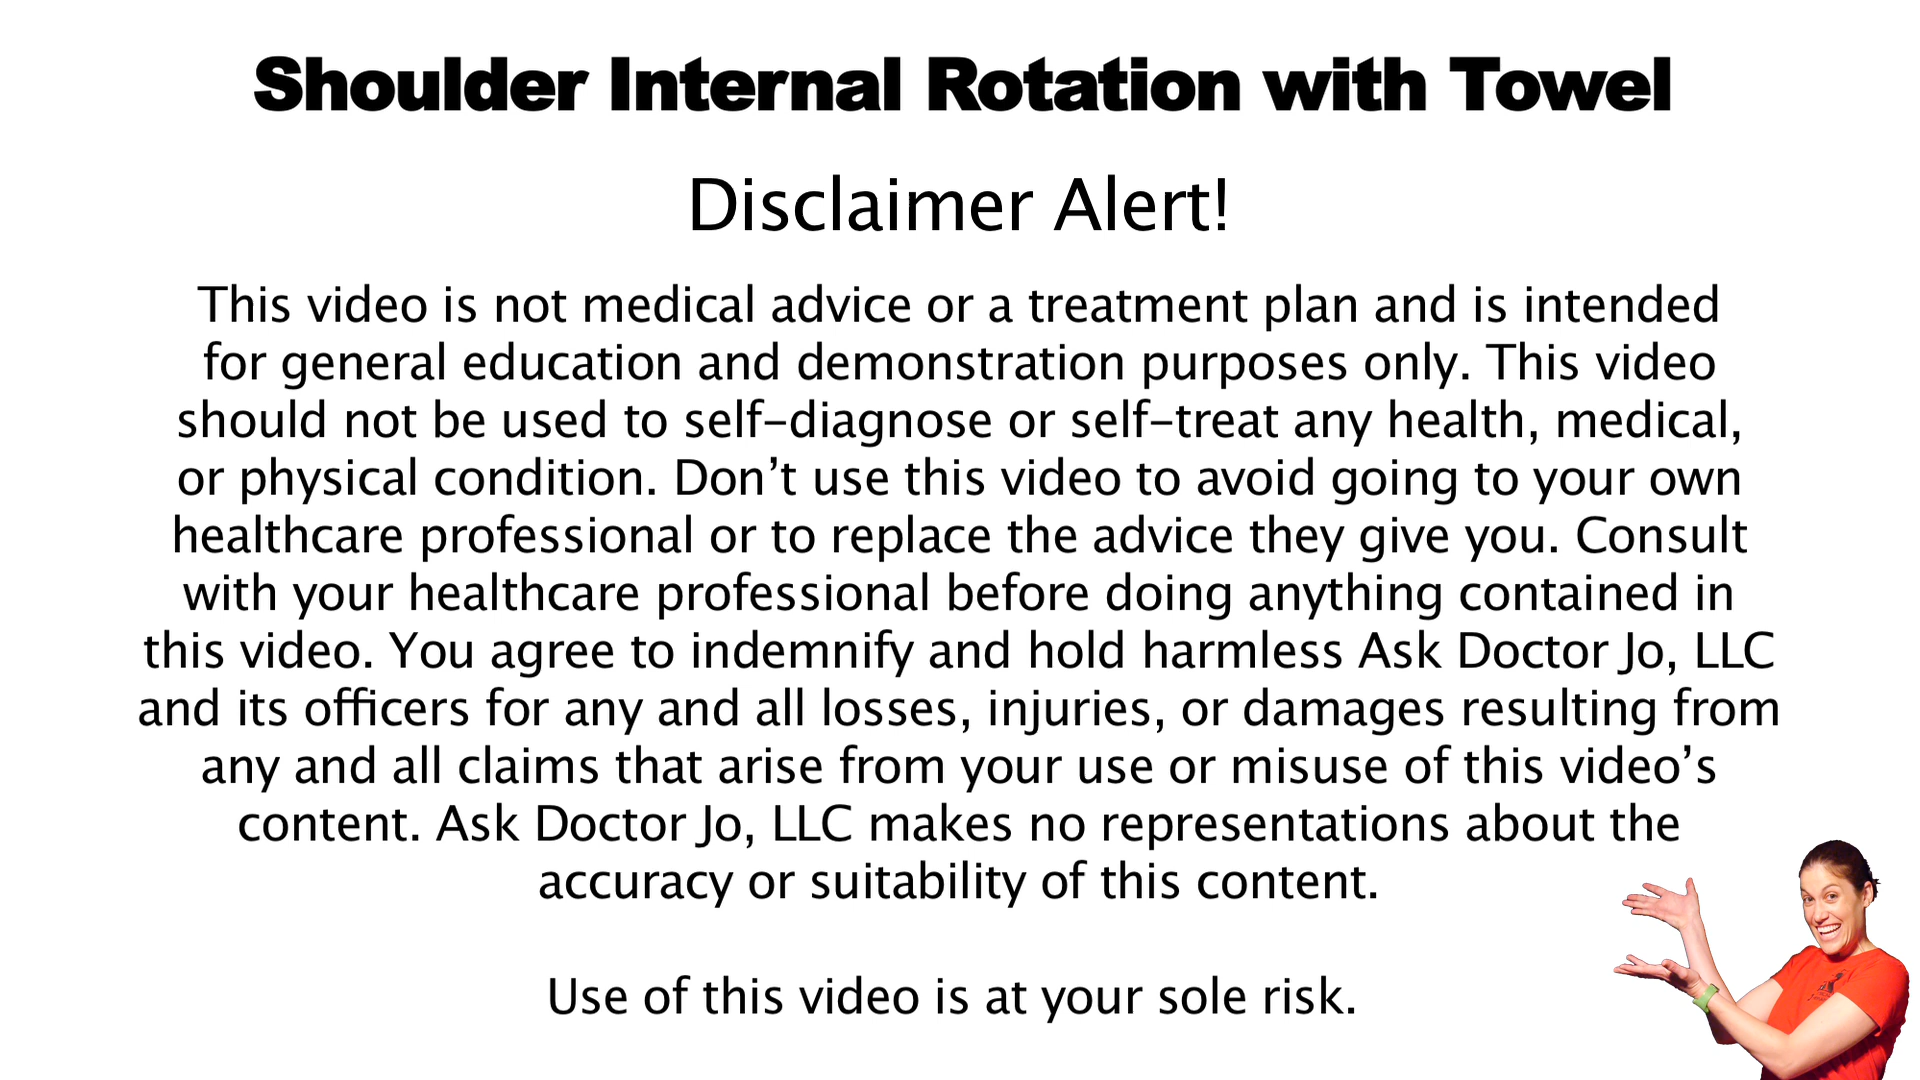 Shoulder Internal Rotation with Towel
Disclaimer Alert!
This video is not medical advice or a treatment plan and is intended
for general education and demonstration purposes only. This video
should not be used to self-diagnose or self-treat any health, medical,
or physical condition. Don’t use this video to avoid going to your own
healthcare professional or to replace the advice they give you. Consult
with your healthcare professional before doing anything contained in
this video. You agree to indemnify and hold harmless Ask Doctor Jo, LLC
and its officers for any and all losses, injuries, or damages resulting from
any and all claims that arise from your use or misuse of this video’s
content. Ask Doctor Jo, LLC makes no representations about the
accuracy or suitability of this content.
Use of this video is at your sole risk.